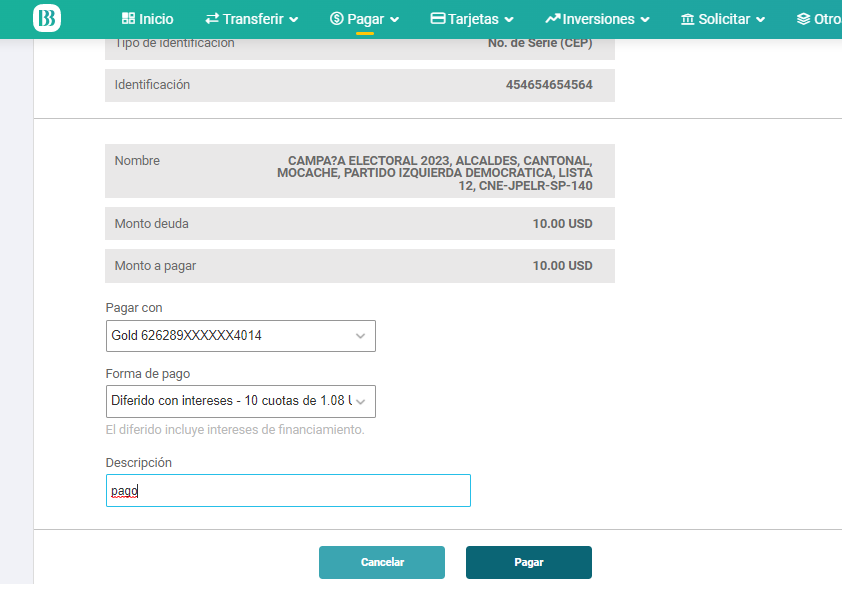 B
Inicio
Transferir
Pagar
Tarjetas
Inversiones
Solicitar
Otro
Tipo de identificación
No. de Serie (CEP)
Identificación
454654654564
Nombre
CAMPA?A ELECTORAL 2023, ALCALDES, CANTONAL,
MOCACHE, PARTIDO IZQUIERDA DEMOCRATICA, LISTA
12, CNE-JPELR-SP-140
Monto deuda
10.00 USD
Monto a pagar
10.00 USD
Pagar con
Gold 626289XXXXXX4014
Forma de pago
Diferido con intereses - 10 cuotas de 1.08 U
El diferido incluye intereses de financiamiento.
Descripción
pago
Cancelar
Pagar